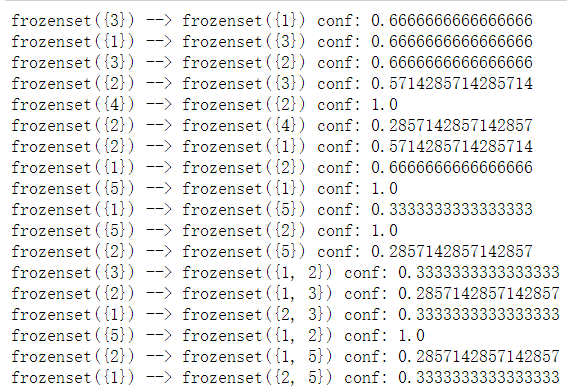 frozenset({3}) --> frozenset({1}) conf: 0.6666666666666666
frozenset({1}) --> frozenset({3}) conf: 0.6666666666666666
frozenset({3}) --> frozenset({2}) conf: 0.6666666666666666
frozenset({2}) --> frozenset({3}) conf: 0.5714285714285714
frozenset({4}) --> frozenset({2}) conf: 1.0
frozenset({2}) --> frozenset({4}) conf: 0.2857142857142857
frozenset({2}) --> frozenset({1}) conf: 0.5714285714285714
frozenset({1}) --> frozenset({2}) conf: 0.6666666666666666
frozenset({5}) --> frozenset({1}) conf: 1.0
frozenset({1}) --> frozenset({5}) conf: 0.3333333333333333
frozenset({5}) --> frozenset({2}) conf: 1.0
frozenset({2}) --> frozenset({5}) conf: 0.2857142857142857
frozenset({3}) --> frozenset({1, 2}) conf: 0.3333333333333333
frozenset({2}) --> frozenset({1, 3}) conf: 0.2857142857142857
frozenset({1}) --> frozenset({2, 3}) conf: 0.3333333333333333
frozenset({5}) --> frozenset({1, 2}) conf: 1.0
frozenset({2}) --> frozenset({1, 5}) conf: 0.2857142857142857
frozenset({1}) --> frozenset({2, 5}) conf: 0.3333333333333333